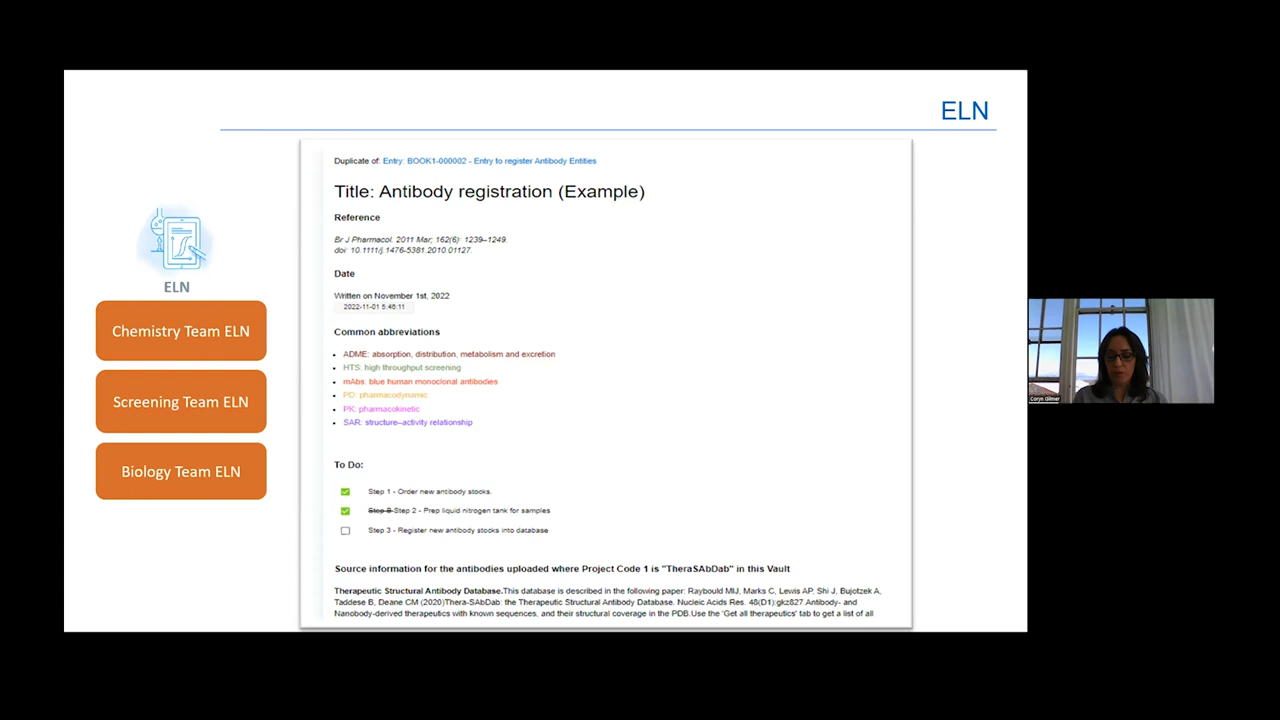 ELN
Duplicate of: Entry: BOOK1-000002 - Entry to register Antibody Entities
Title: Antibody registration (Example)
Reference
Br J Pharmacol. 2011 Mar; 162(6): 1239–1249.
doi: 10.1111/j.1476-5381.2010.01127.
Date
Written on November 1st, 2022
2022-11-01 5:46:11
Common abbreviations
ADME: absorption, distribution, metabolism and excretion
HTS: high throughput screening
mAbs: blue human monoclonal antibodies
PD: pharmacodynamic
PK: pharmacokinetic
SAR: structure–activity relationship
To Do:
Step 1 - Order new antibody stocks.
Step B Step 2 - Prep liquid nitrogen tank for samples
Step 3 - Register new antibody stocks into database
Source information for the antibodies uploaded where Project Code 1 is "TheraSAbDab" in this Vault
Therapeutic Structural Antibody Database.This database is described in the following paper: Raybould MIJ, Marks C, Lewis AP, Shi J, Bujotzek A,
Taddese B, Deane CM (2020)Thera-SAbDab: the Therapeutic Structural Antibody Database. Nucleic Acids Res. 48(D1):gkz827.Antibody- and
Nanobody-derived therapeutics with known sequences, and their structural coverage in the PDB.Use the 'Get all therapeutics' tab to get a list of all
ELN
Chemistry Team ELN
Screening Team ELN
Biology Team ELN
Coryn Gilmer